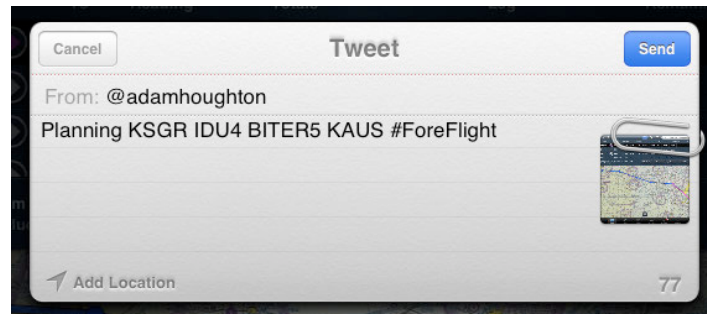 Cancel
Tweet
Send
From: @adamhoughton
Planning KSGR IDU4 BITER5 KAUS #ForeFlight
Add Location
77